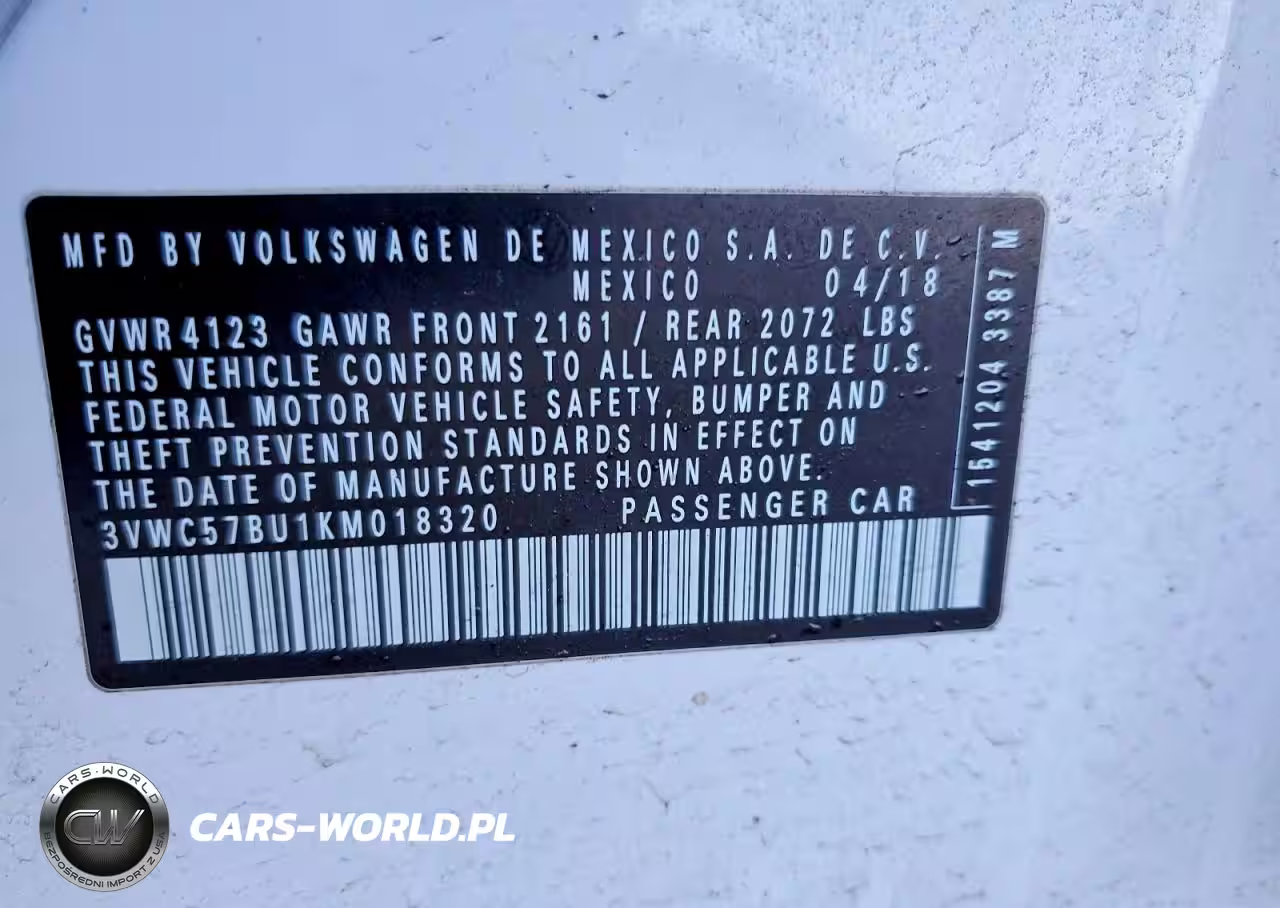 MFD BY VOLKSWAGEN DE MEXICO S.A. DE C.V.
MEXICO 04/18
GVWR 4123 GAWR FRONT 2161 / REAR 2072 LBS
THIS VEHICLE CONFORMS TO ALL APPLICABLE U.S.
FEDERAL MOTOR VEHICLE SAFETY, BUMPER AND
THEFT PREVENTION STANDARDS IN EFFECT ON
THE DATE OF MANUFACTURE SHOWN ABOVE.
3VWC57BU1KM018320 PASSENGER CAR
1541204 3387 M
CARS-WORLD
CW
BEZPOŚREDNI IMPORT Z USA
CARS-WORLD.PL